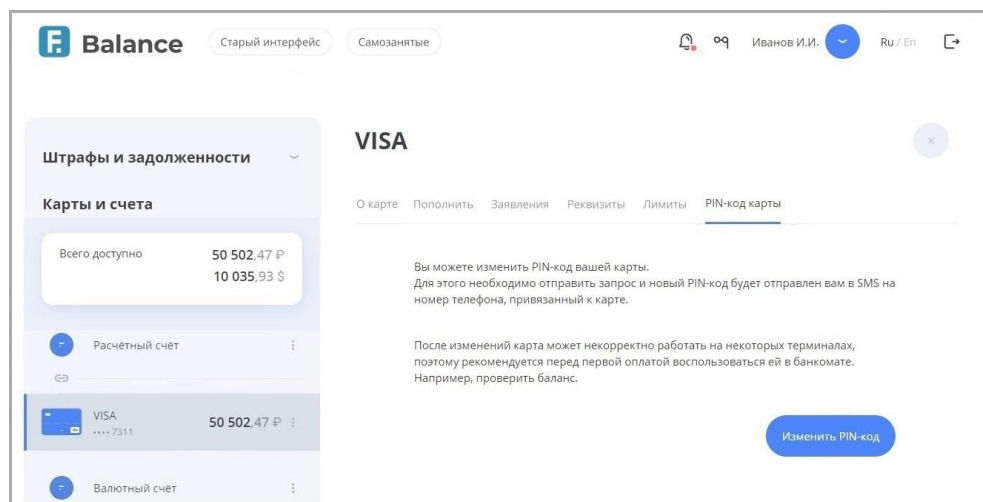 F. Balance Старый интерфейс Самозанятые Иванов И.И. Ru / En
Штрафы и задолженности
Карты и счета
Всего доступно 50 502,47 ₽
10 035,93 $
Расчётный счёт
VISA
•••• 7311
50 502,47 ₽
Валютный счёт
VISA
О карте Пополнить Заявления Реквизиты Лимиты PIN-код карты
Вы можете изменить PIN-код вашей карты.
Для этого необходимо отправить запрос и новый PIN-код будет отправлен вам в SMS на
номер телефона, привязанный к карте.
После изменений карта может некорректно работать на некоторых терминалах,
поэтому рекомендуется перед первой оплатой воспользоваться ей в банкомате.
Например, проверить баланс.
Изменить PIN-код